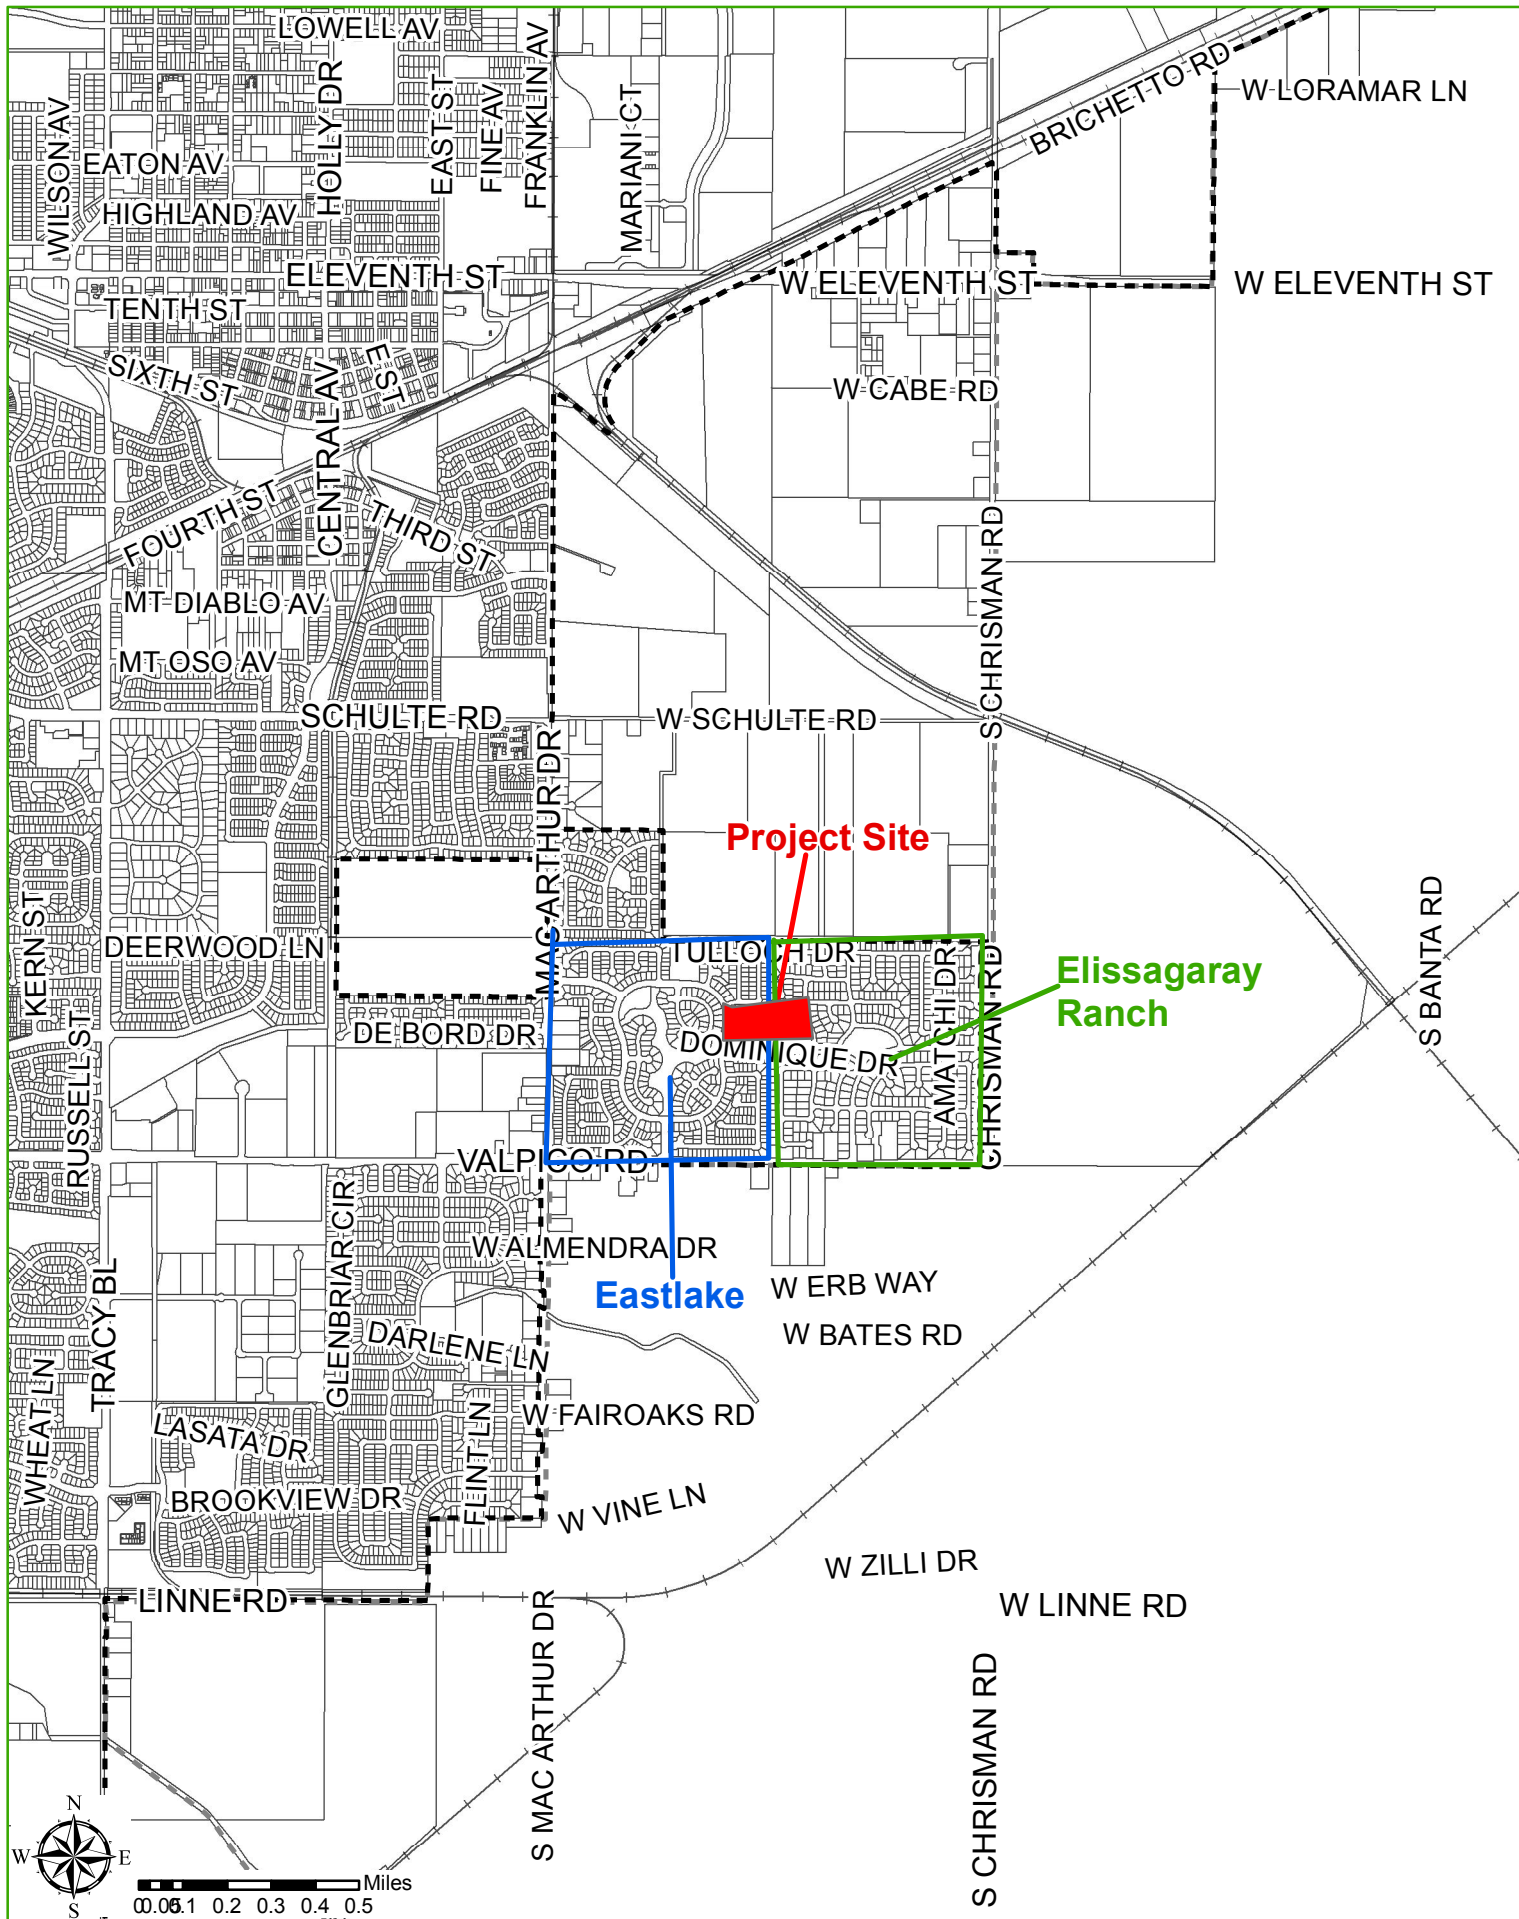 LOWELL AV
WILSON AV
EATON AV
HOLLY DR
EAST ST
FINE AV
FRANKLIN AV
MARIANI CT
BRICHETTO RD
W LORAMAR LN
HIGHLAND AV
ELEVENTH ST
W ELEVENTH ST
W ELEVENTH ST
TENTH ST
SIXTH ST
E ST
CENTRAL AV
W CABE RD
FOURTH ST
THIRD ST
S CHRISMAN RD
MT DIABLO AV
MT OSO AV
SCHULTE RD
W SCHULTE RD
MAC ARTHUR DR
Project Site
KERN ST
DEERWOOD LN
TULLOCH DR
Elissagaray
Ranch
S BANTA RD
DE BORD DR
DOMINIQUE DR
AMATCHI DR
CHRISMAN RD
RUSSELL ST
VALPICO RD
GLENBRIAR CIR
W ALMENDRA DR
Eastlake
W ERB WAY
TRACY BL
DARLENE LN
W BATES RD
WHEAT LN
LASATA DR
FLINT LN
W FAIROAKS RD
BROOKVIEW DR
W VINE LN
W ZILLI DR
LINNE RD
W LINNE RD
S MAC ARTHUR DR
S CHRISMAN RD
N
W
E
S
Miles
0 0.05 0.1 0.2 0.3 0.4 0.5